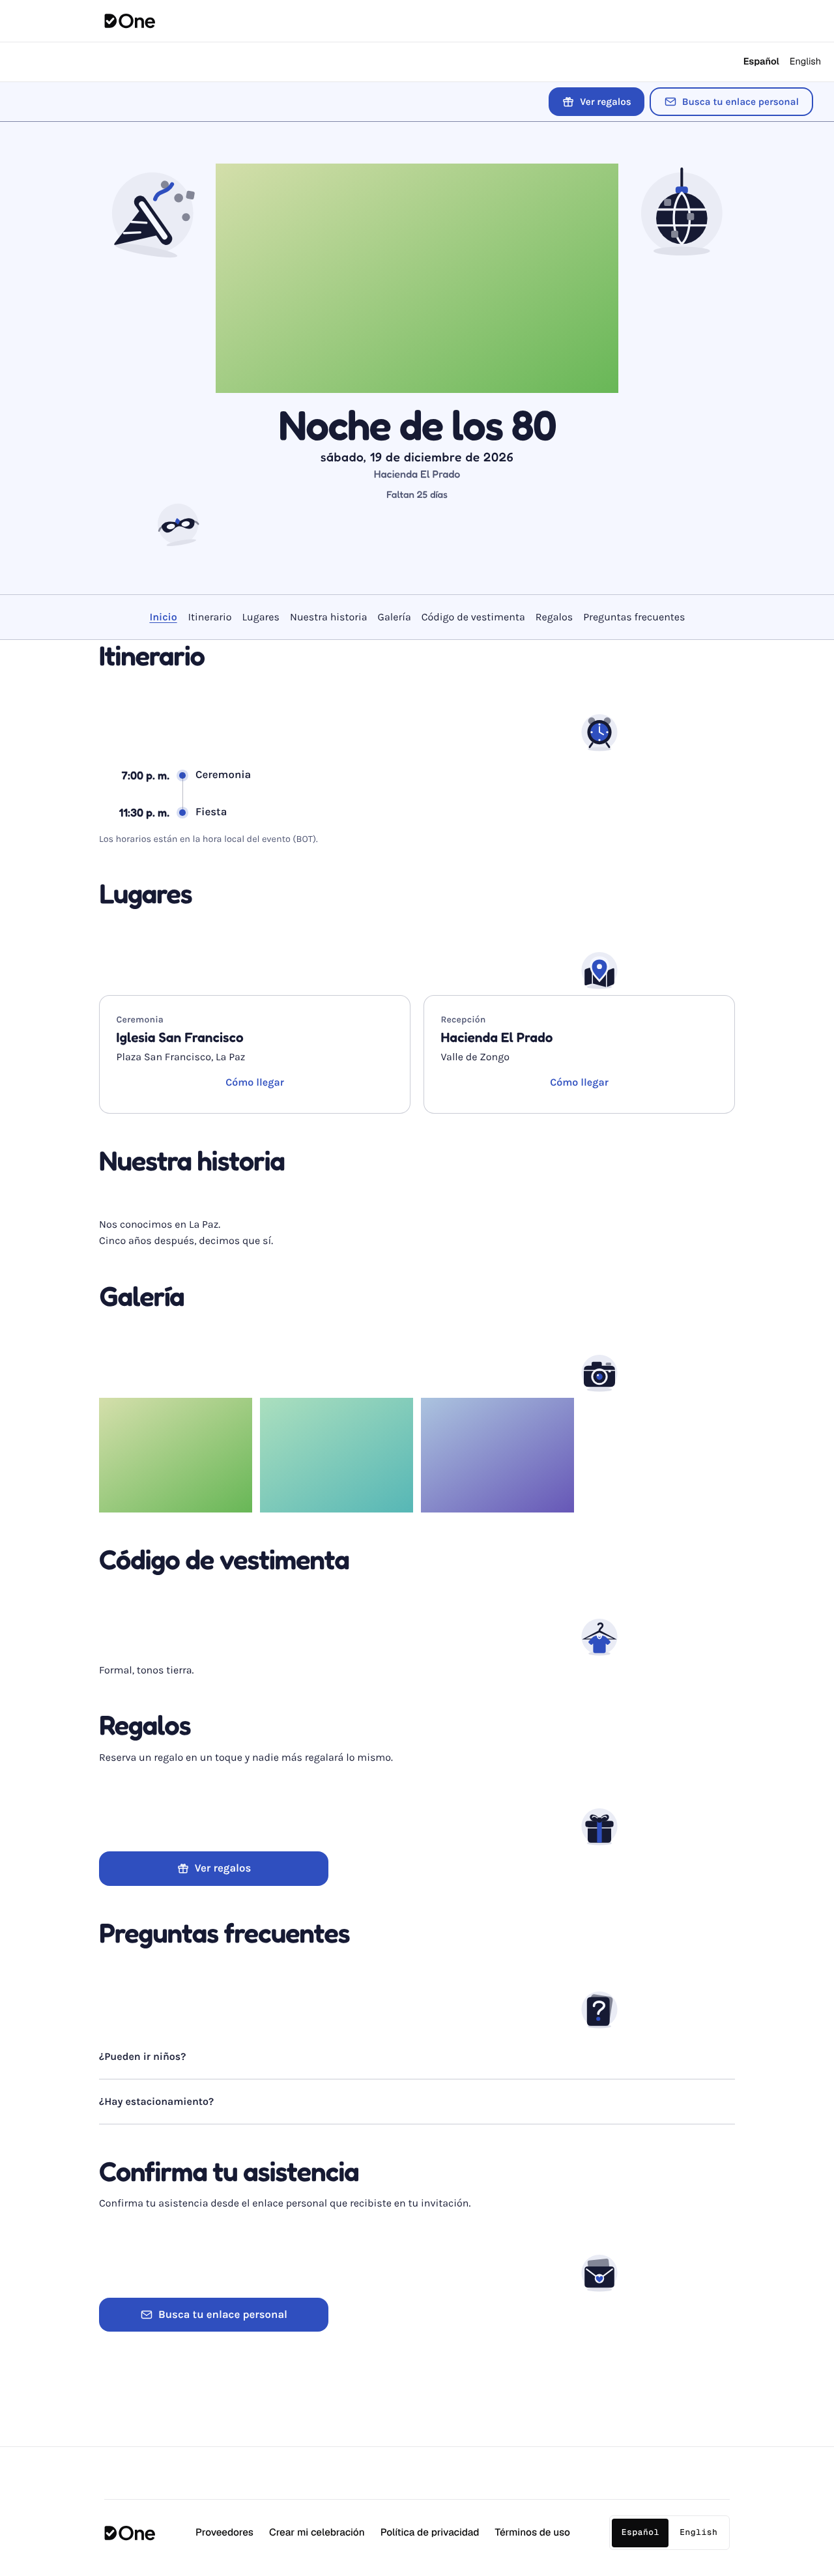 One
Español English
Ver regalos Busca tu enlace personal
Noche de los 80
sábado, 19 de diciembre de 2026
Hacienda El Prado
Faltan 25 días
Inicio Itinerario Lugares Nuestra historia Galería Código de vestimenta Regalos Preguntas frecuentes
Itinerario
7:00 p. m. Ceremonia
11:30 p. m. Fiesta
Los horarios están en la hora local del evento (BOT).
Lugares
Ceremonia
Iglesia San Francisco
Plaza San Francisco, La Paz
Cómo llegar
Recepción
Hacienda El Prado
Valle de Zongo
Cómo llegar
Nuestra historia
Nos conocimos en La Paz.
Cinco años después, decimos que sí.
Galería
Código de vestimenta
Formal, tonos tierra.
Regalos
Reserva un regalo en un toque y nadie más regalará lo mismo.
Ver regalos
Preguntas frecuentes
?
¿Pueden ir niños?
¿Hay estacionamiento?
Confirma tu asistencia
Confirma tu asistencia desde el enlace personal que recibiste en tu invitación.
Busca tu enlace personal
One
Proveedores Crear mi celebración Política de privacidad Términos de uso
Español English